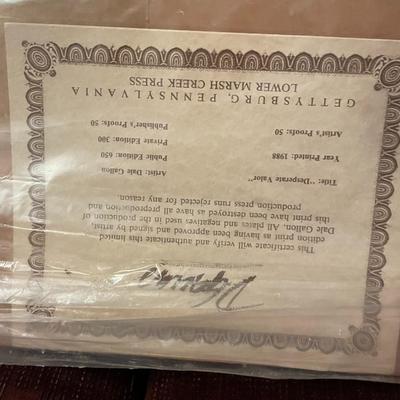 This certificate and verify and authenticate this limited
edition print as having been signed and approved by artist,
Dale Gallon. All plates and negatives used in the production of
this print have been destroyed as have all preproduction and
production press runs rejected for any reason.
Title: "Desperate Valor" Artist: Dale Gallon
Year Printed: 1988 Public Edition: 650
Private Edition: 300
Artist's Proofs: 50 Publisher's Proofs: 50
GETTYSBURG, PENNSYLVANIA
LOWER MARSH CREEK PRESS